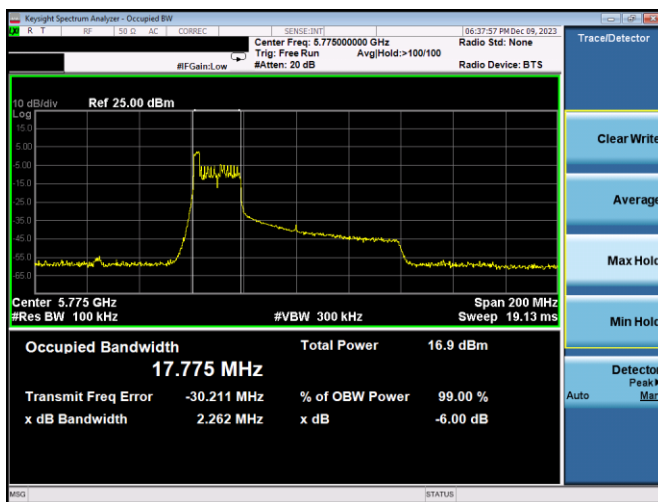 Keysight Spectrum Analyzer - Occupied BW
R T RF 50 Ω AC CORREC SENSE:INT 06:37:57 PM Dec 09, 2023
Center Freq: 5.775000000 GHz Radio Std: None
Trig: Free Run Avg|Hold:>100/100
#IFGain:Low #Atten: 20 dB Radio Device: BTS
Trace/Detector
10 dB/div Ref 25.00 dBm
Log
15.0
5.00
-5.00
-15.0
-25.0
-35.0
-45.0
-55.0
-65.0
Center 5.775 GHz Span 200 MHz
#Res BW 100 kHz #VBW 300 kHz Sweep 19.13 ms
Occupied Bandwidth Total Power 16.9 dBm
17.775 MHz
Transmit Freq Error -30.211 MHz % of OBW Power 99.00 %
x dB Bandwidth 2.262 MHz x dB -6.00 dB
Clear Write
Average
Max Hold
Min Hold
Detector
Peak
Auto Man
MSG STATUS